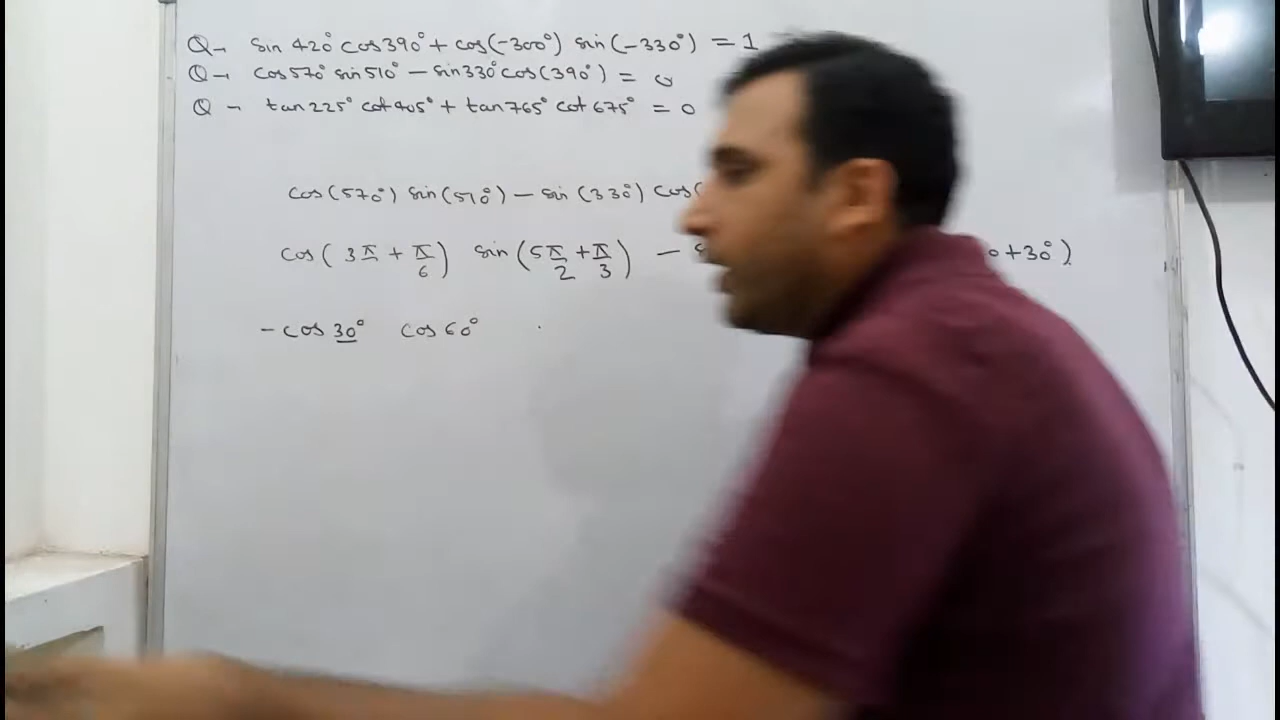 Q→ sin 420° cos 390° + cos(-300°) sin(-330°) = 1
Q→ cos 570° sin 510° - sin 330° cos(390°) = 0
Q→ tan 225° cot 405° + tan 765° cot 675° = 0
cos(570°) sin(510°) - sin(330°) cos(
cos(3π + π/6) sin(5π/2 + π/3) - 0+30°)
-cos 30° cos 60°